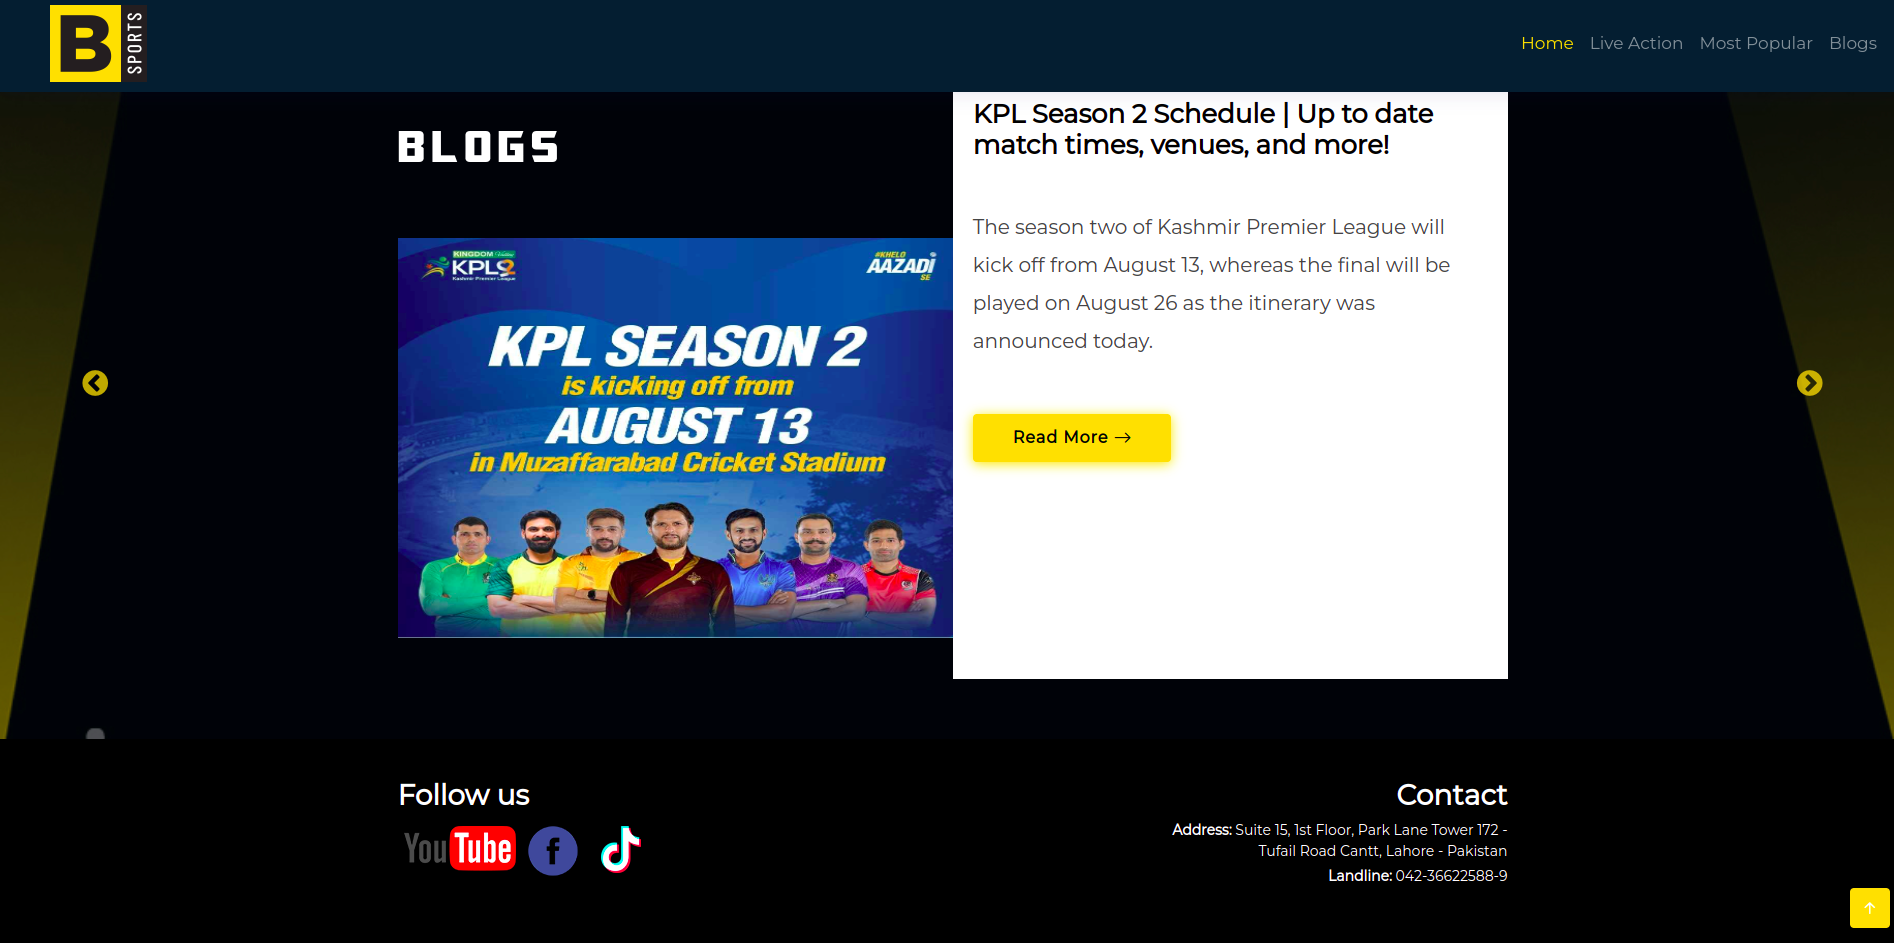 B SPORTS
Home Live Action Most Popular Blogs
BLOGS
KINGDOM
KPL2
Kashmir Premier League
#KHELO
AAZADI
SE
KPL SEASON 2
is kicking off from
AUGUST 13
in Muzaffarabad Cricket Stadium
KPL Season 2 Schedule | Up to date
match times, venues, and more!
The season two of Kashmir Premier League will
kick off from August 13, whereas the final will be
played on August 26 as the itinerary was
announced today.
Read More →
Follow us
YouTube
f
Contact
Address: Suite 15, 1st Floor, Park Lane Tower 172 -
Tufail Road Cantt, Lahore - Pakistan
Landline: 042-36622588-9